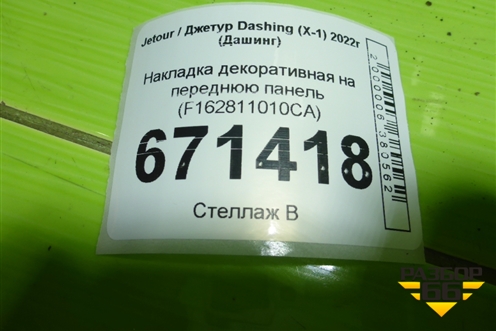 Jetour / Джетур Dashing (X-1) 2022г
(Дашинг)
Накладка декоративная на
переднюю панель
(F162811010CA)
671418
Стеллаж В
2000006380562
РАЗБОР
66